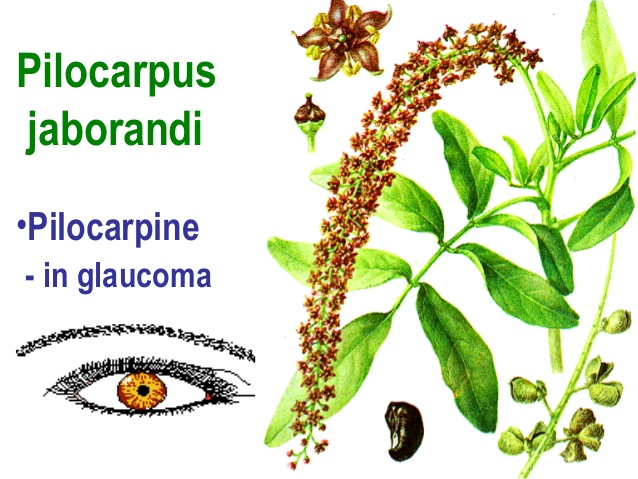 Pilocarpus
jaborandi
•Pilocarpine
- in glaucoma